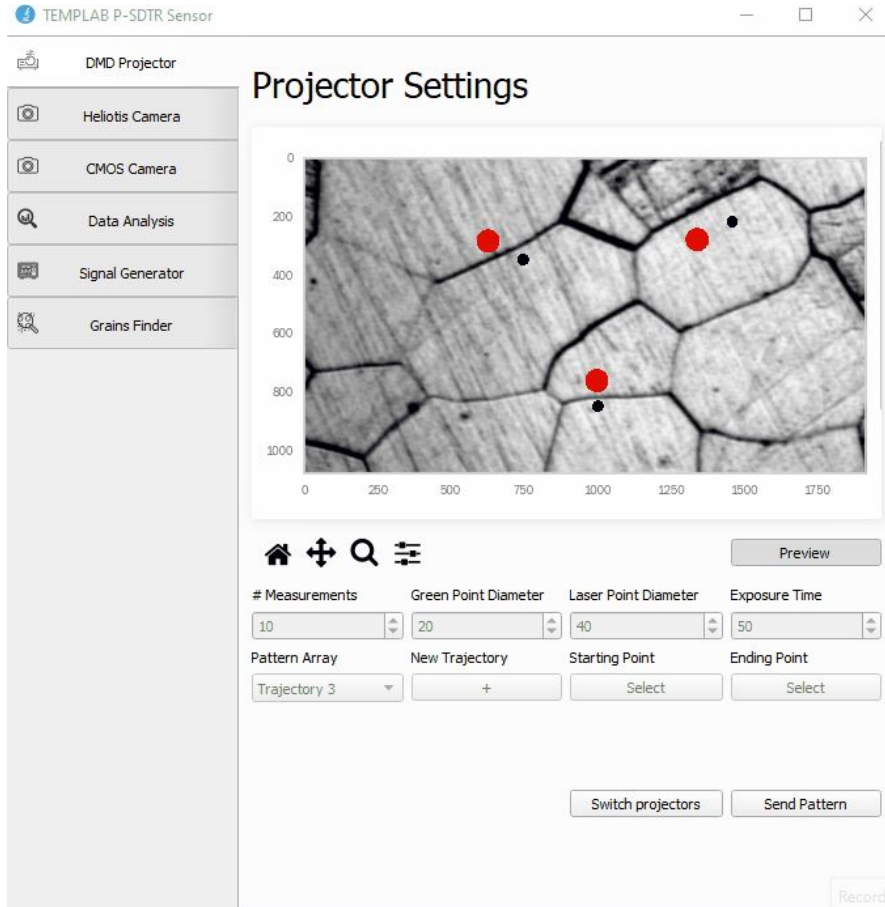 TEMPLAB P-SDTR Sensor
DMD Projector
Heliotis Camera
CMOS Camera
Data Analysis
Signal Generator
Grains Finder
Projector Settings
0
200
400
600
800
1000
0 250 500 750 1000 1250 1500 1750
Preview
# Measurements Green Point Diameter Laser Point Diameter Exposure Time
10 20 40 50
Pattern Array New Trajectory Starting Point Ending Point
Trajectory 3 + Select Select
Switch projectors Send Pattern
Record